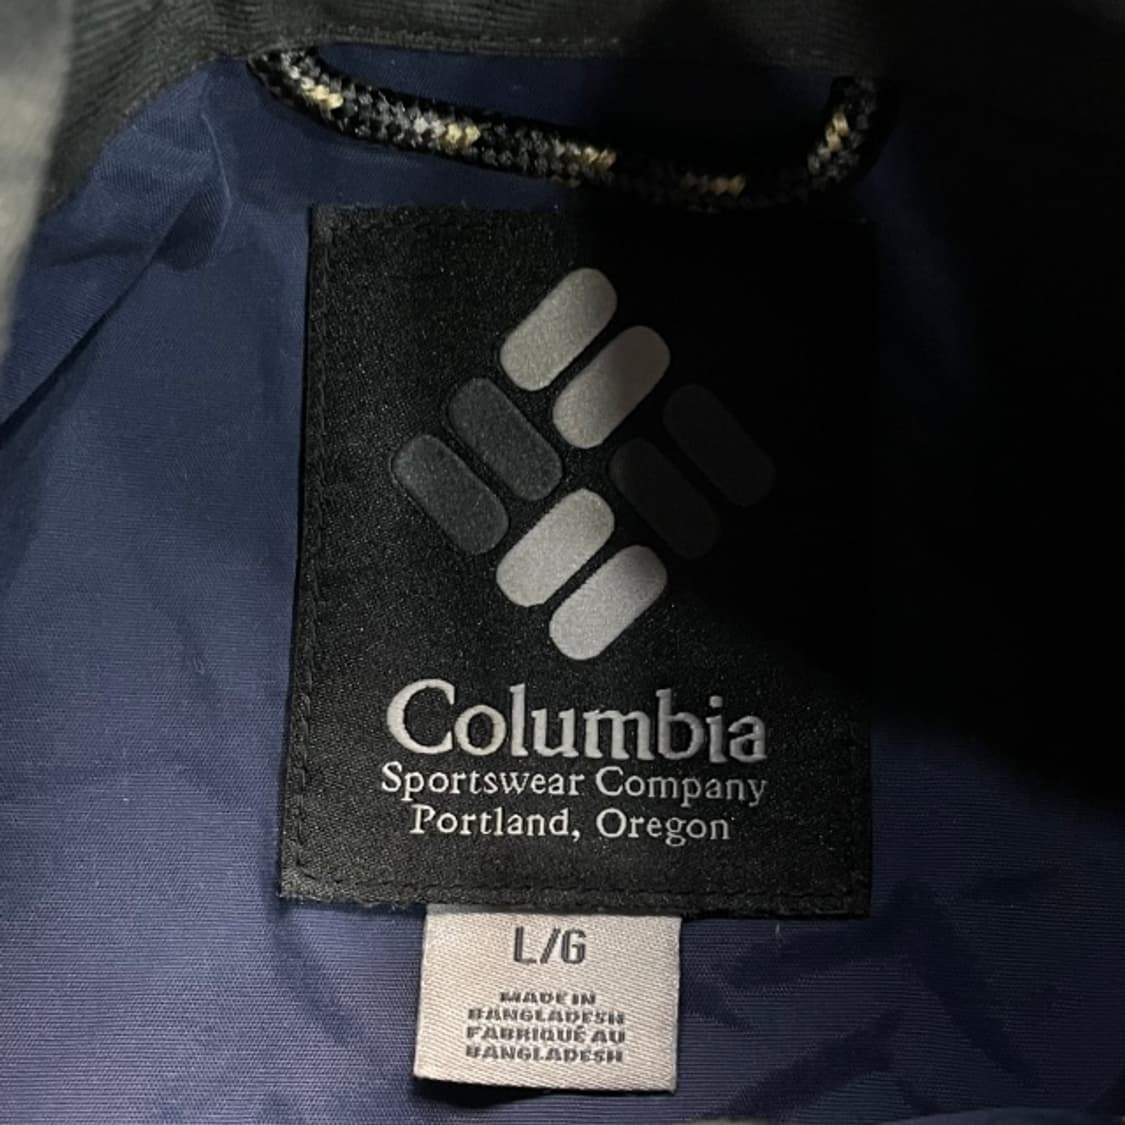 Columbia
Sportswear Company
Portland, Oregon
L/G
MADE IN
BANGLADESH
FABRIQUÉ AU
BANGLADESH